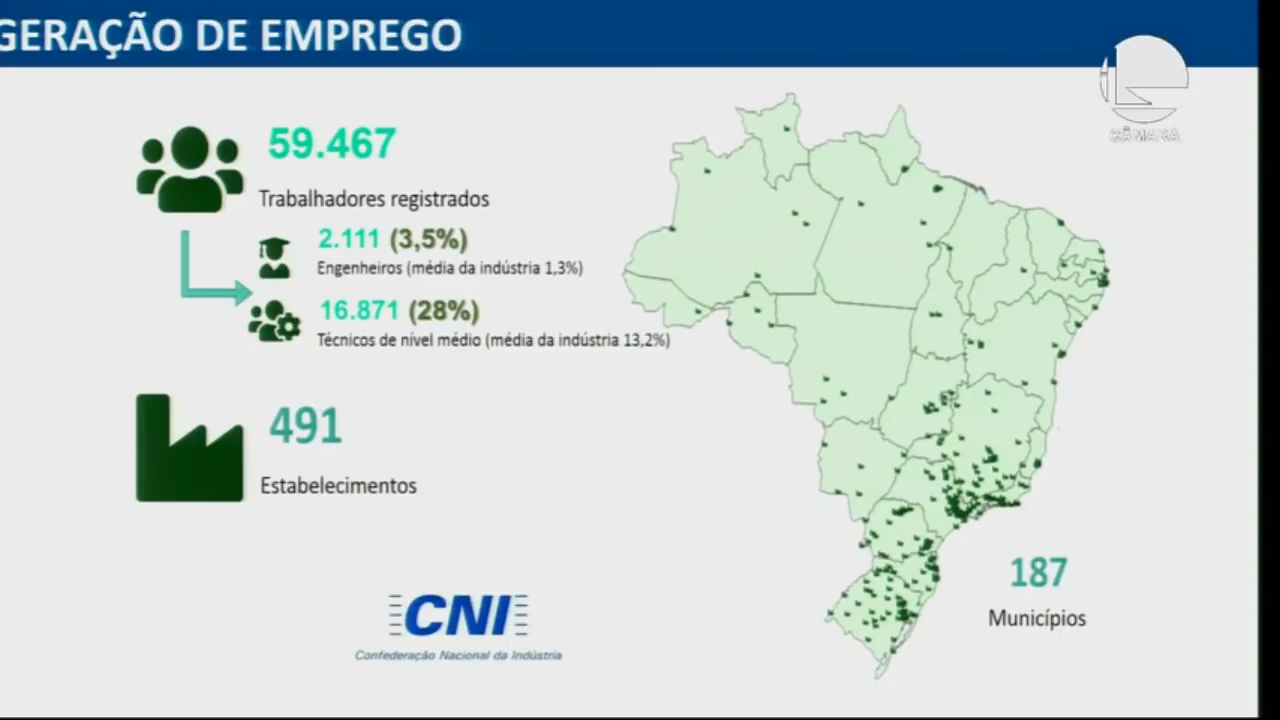 GERAÇÃO DE EMPREGO
CÂMARA
59.467
Trabalhadores registrados
2.111 (3,5%)
Engenheiros (média da indústria 1,3%)
16.871 (28%)
Técnicos de nível médio (média da indústria 13,2%)
491
Estabelecimentos
187
Municípios
CNI
Confederação Nacional da Indústria